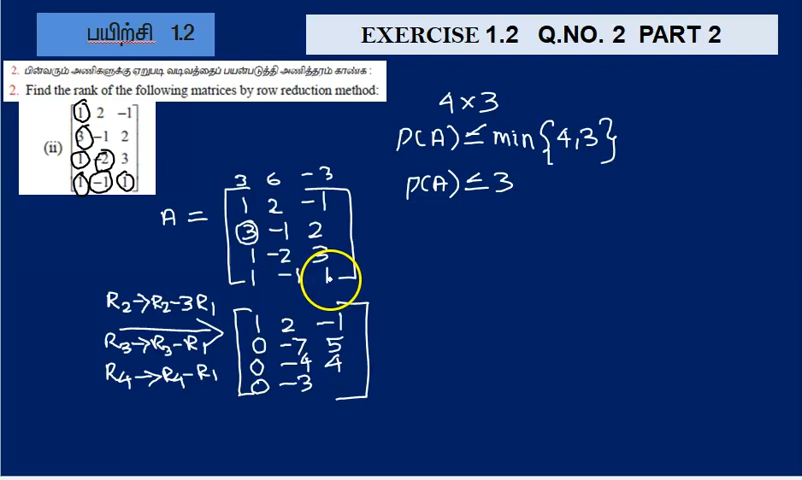 பயிற்சி 1.2
EXERCISE 1.2 Q.NO. 2 PART 2
2. பின்வரும் அணிகளுக்கு ஏறுபடி வடிவத்தைப் பயன்படுத்தி அணித்தரம் காண்க :
2. Find the rank of the following matrices by row reduction method:
(ii)
1 2 −1
3 −1 2
1 −2 3
1 −1 1
4 × 3
ρ(A) ≤ min {4,3}
ρ(A) ≤ 3
3 6 −3
A =
1 2 −1
3 −1 2
1 −2 3
1 −1 1
R₂→R₂−3R₁
R₃→R₃−R₁
R₄→R₄−R₁
1 2 −1
0 −7 5
0 −4 4
0 −3